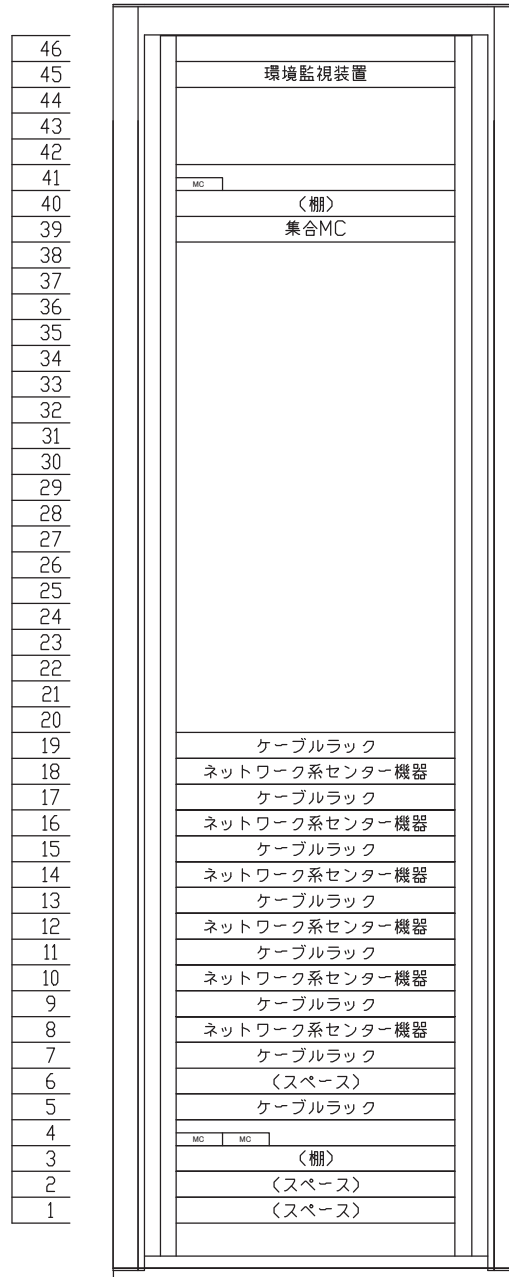 46
45 環境監視装置
44
43
42
41 MC
40 (棚)
39 集合MC
38
37
36
35
34
33
32
31
30
29
28
27
26
25
24
23
22
21
20
19 ケーブルラック
18 ネットワーク系センター機器
17 ケーブルラック
16 ネットワーク系センター機器
15 ケーブルラック
14 ネットワーク系センター機器
13 ケーブルラック
12 ネットワーク系センター機器
11 ケーブルラック
10 ネットワーク系センター機器
9 ケーブルラック
8 ネットワーク系センター機器
7 ケーブルラック
6 (スペース)
5 ケーブルラック
4 MC MC
3 (棚)
2 (スペース)
1 (スペース)